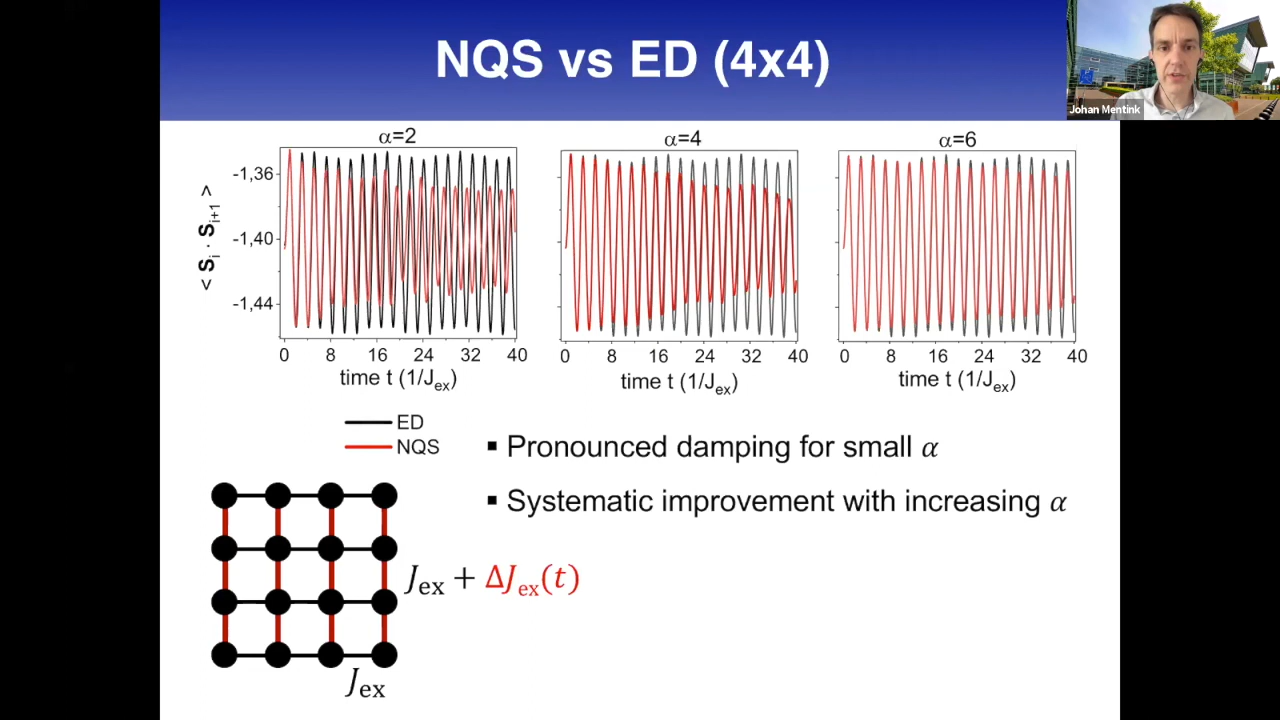 NQS vs ED (4x4)
Johan Mentink
α=2
α=4
α=6
-1,36
-1,40
-1,44
< S_i · S_{i+1} >
0 8 16 24 32 40
0 8 16 24 32 40
0 8 16 24 32 40
time t (1/J_ex)
time t (1/J_ex)
time t (1/J_ex)
ED
NQS
▪ Pronounced damping for small α
▪ Systematic improvement with increasing α
J_ex + ΔJ_ex(t)
J_ex